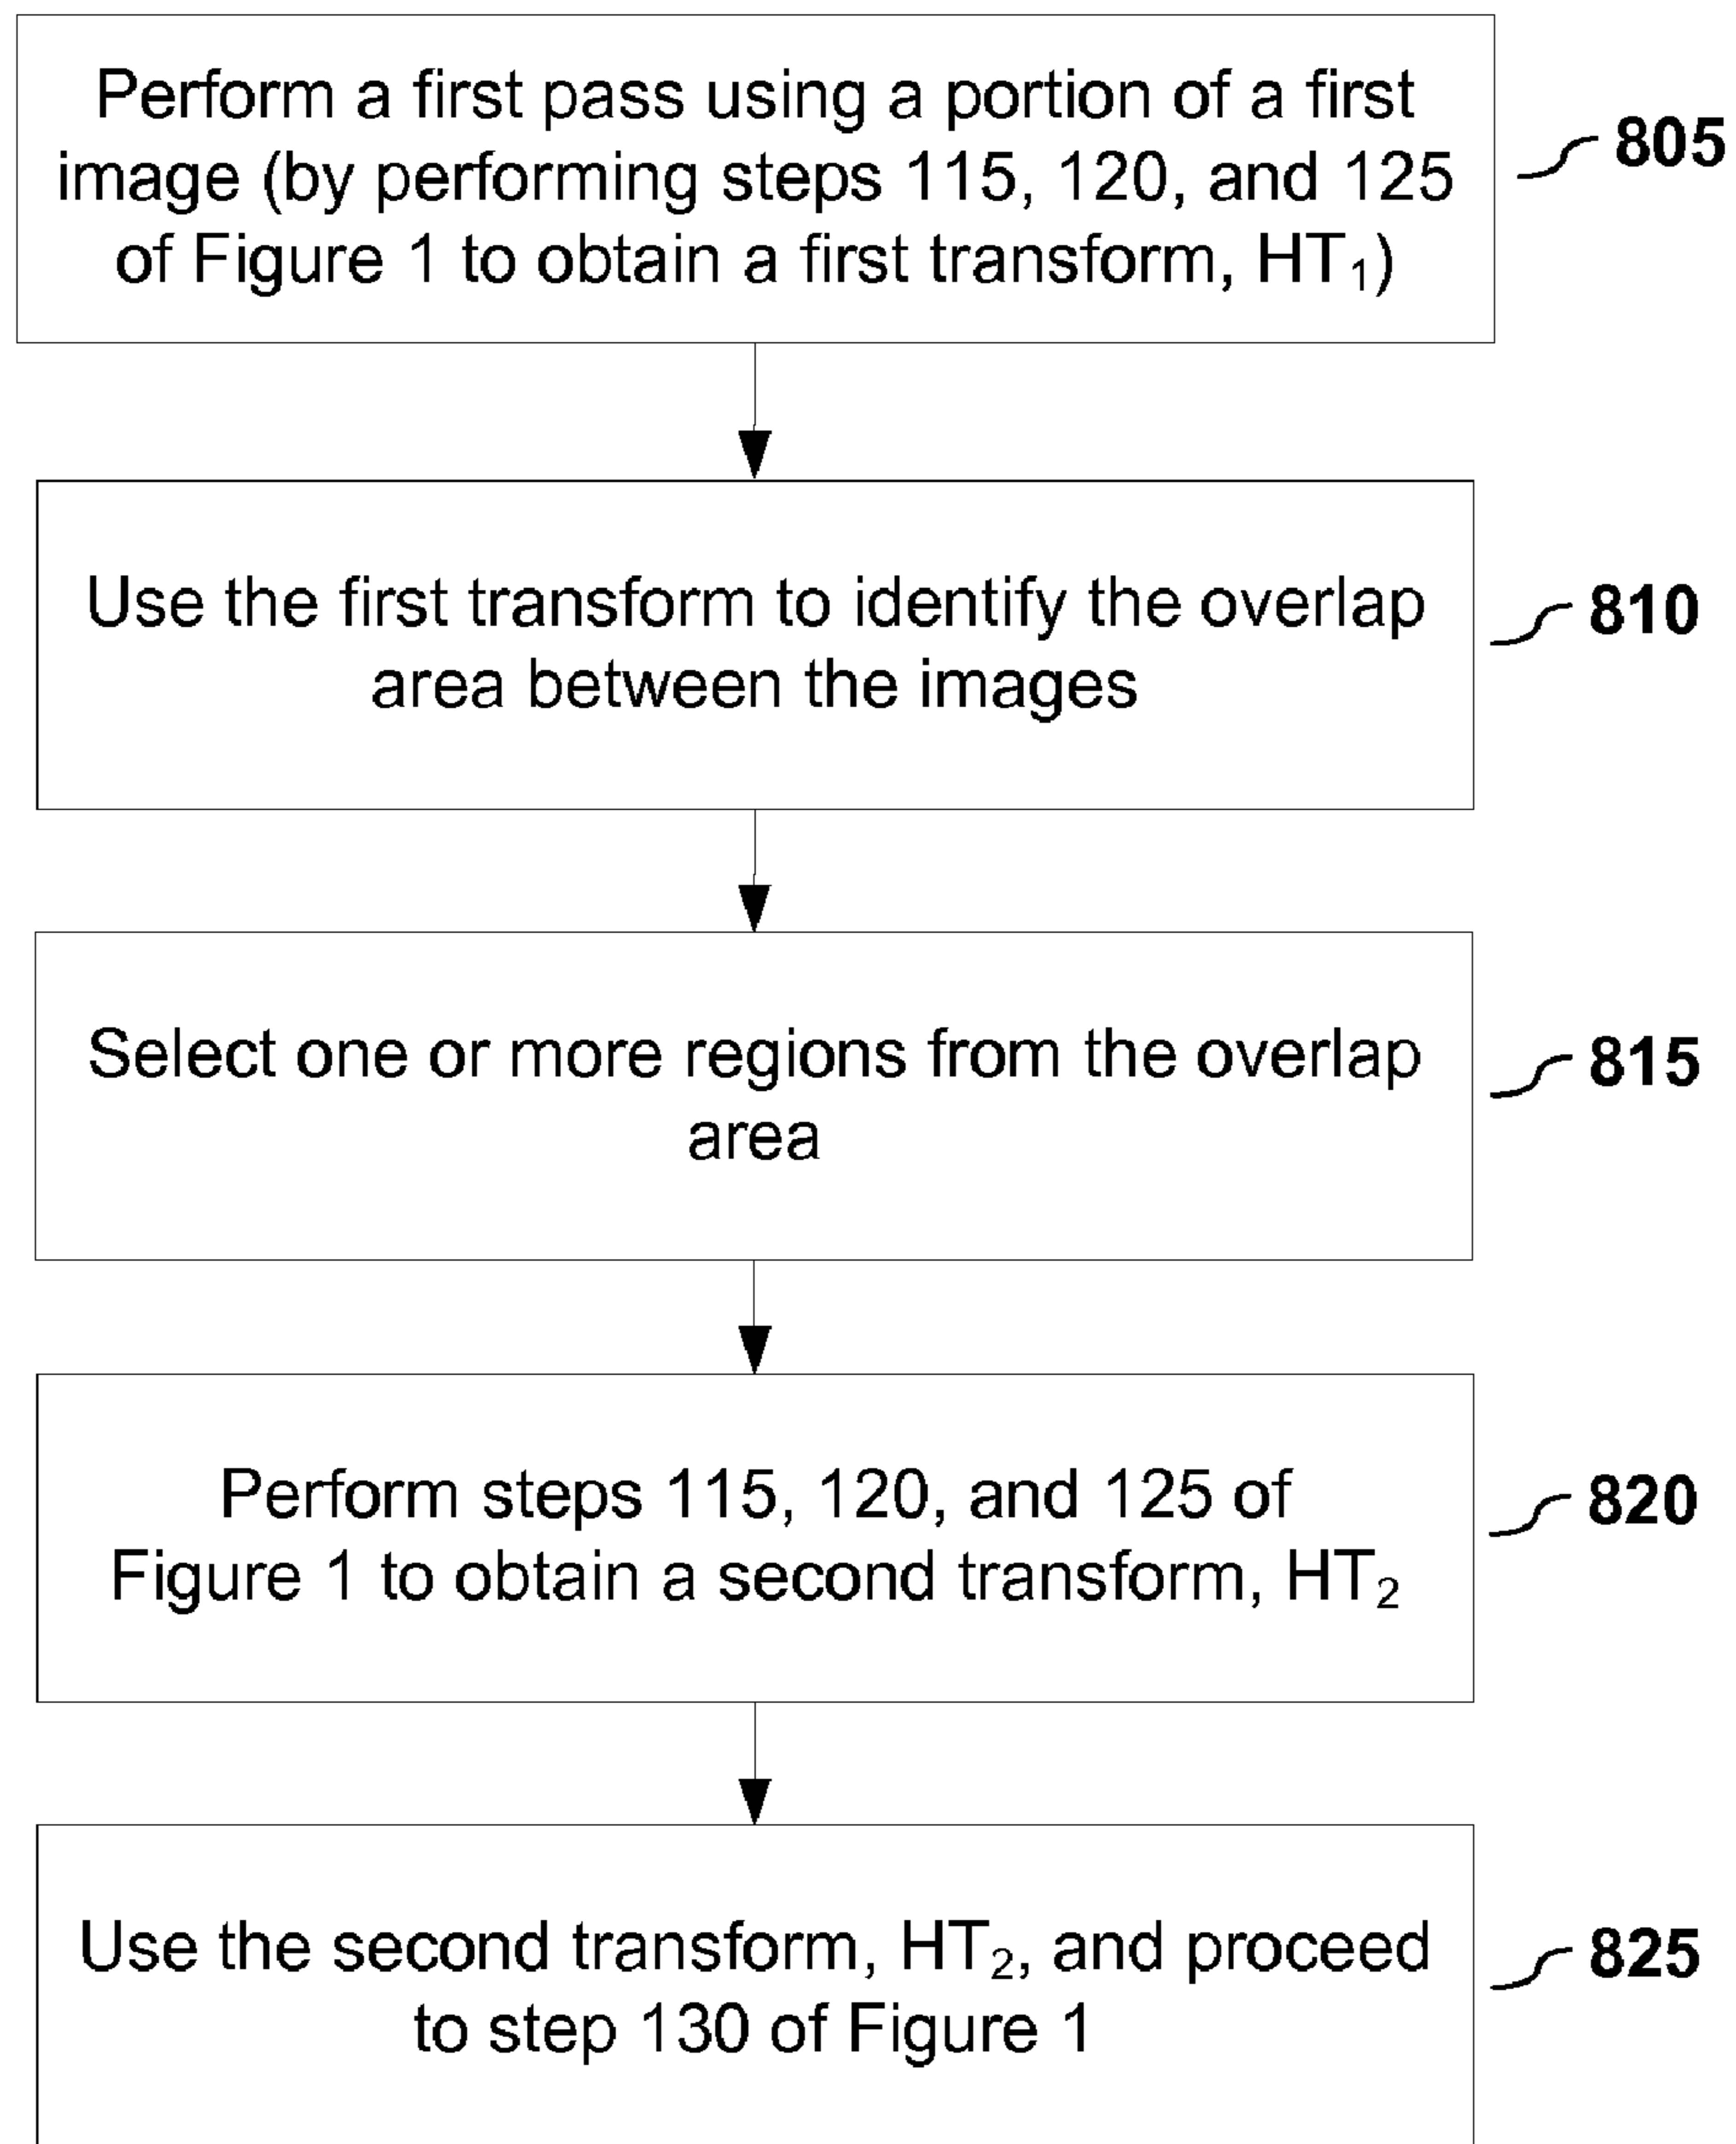 Perform a first pass using a portion of a first
image (by performing steps 115, 120, and 125
of Figure 1 to obtain a first transform, HT₁)
805
Use the first transform to identify the overlap
area between the images
810
Select one or more regions from the overlap
area
815
Perform steps 115, 120, and 125 of
Figure 1 to obtain a second transform, HT₂
820
Use the second transform, HT₂, and proceed
to step 130 of Figure 1
825